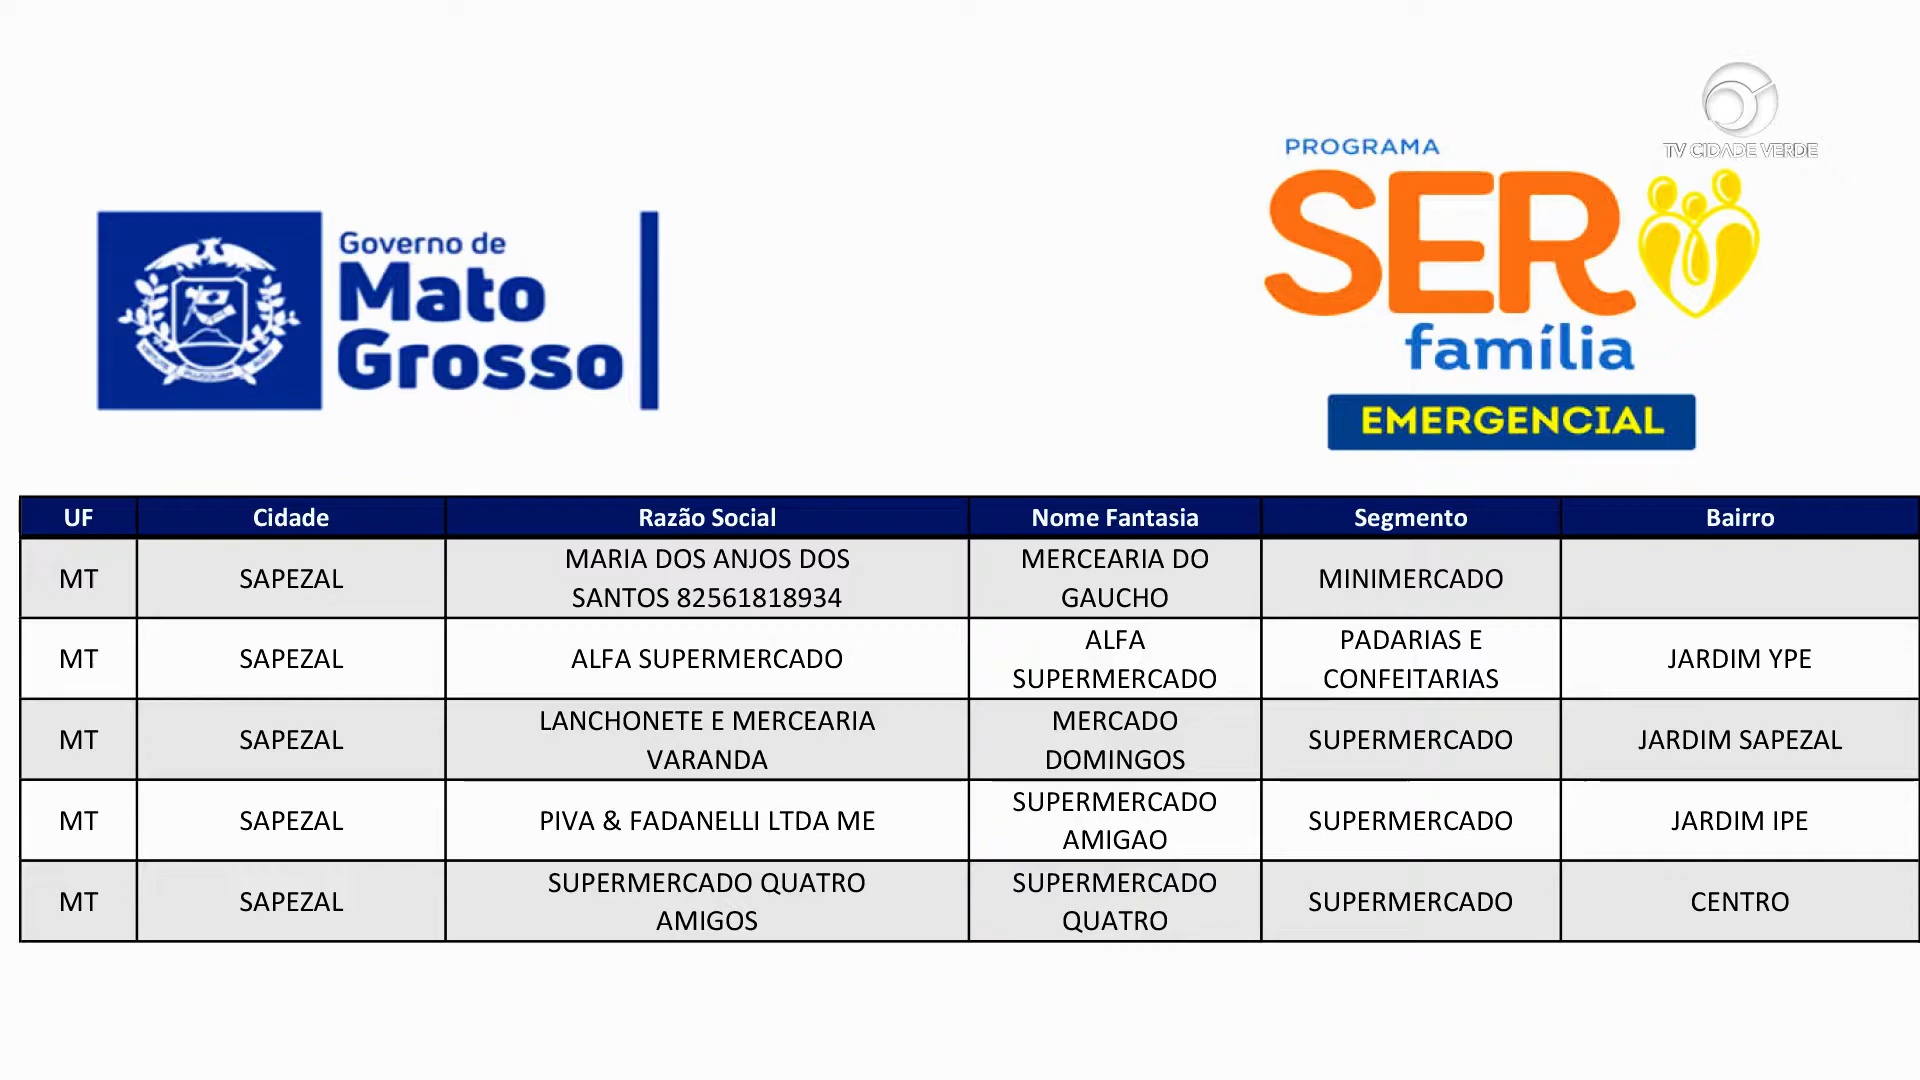 TV CIDADE VERDE
PROGRAMA
SER
família
EMERGENCIAL
Governo de
Mato
Grosso
UF Cidade Razão Social Nome Fantasia Segmento Bairro
MT SAPEZAL MARIA DOS ANJOS DOS SANTOS 82561818934 MERCEARIA DO GAUCHO MINIMERCADO
MT SAPEZAL ALFA SUPERMERCADO ALFA SUPERMERCADO PADARIAS E CONFEITARIAS JARDIM YPE
MT SAPEZAL LANCHONETE E MERCEARIA VARANDA MERCADO DOMINGOS SUPERMERCADO JARDIM SAPEZAL
MT SAPEZAL PIVA & FADANELLI LTDA ME SUPERMERCADO AMIGAO SUPERMERCADO JARDIM IPE
MT SAPEZAL SUPERMERCADO QUATRO AMIGOS SUPERMERCADO QUATRO SUPERMERCADO CENTRO